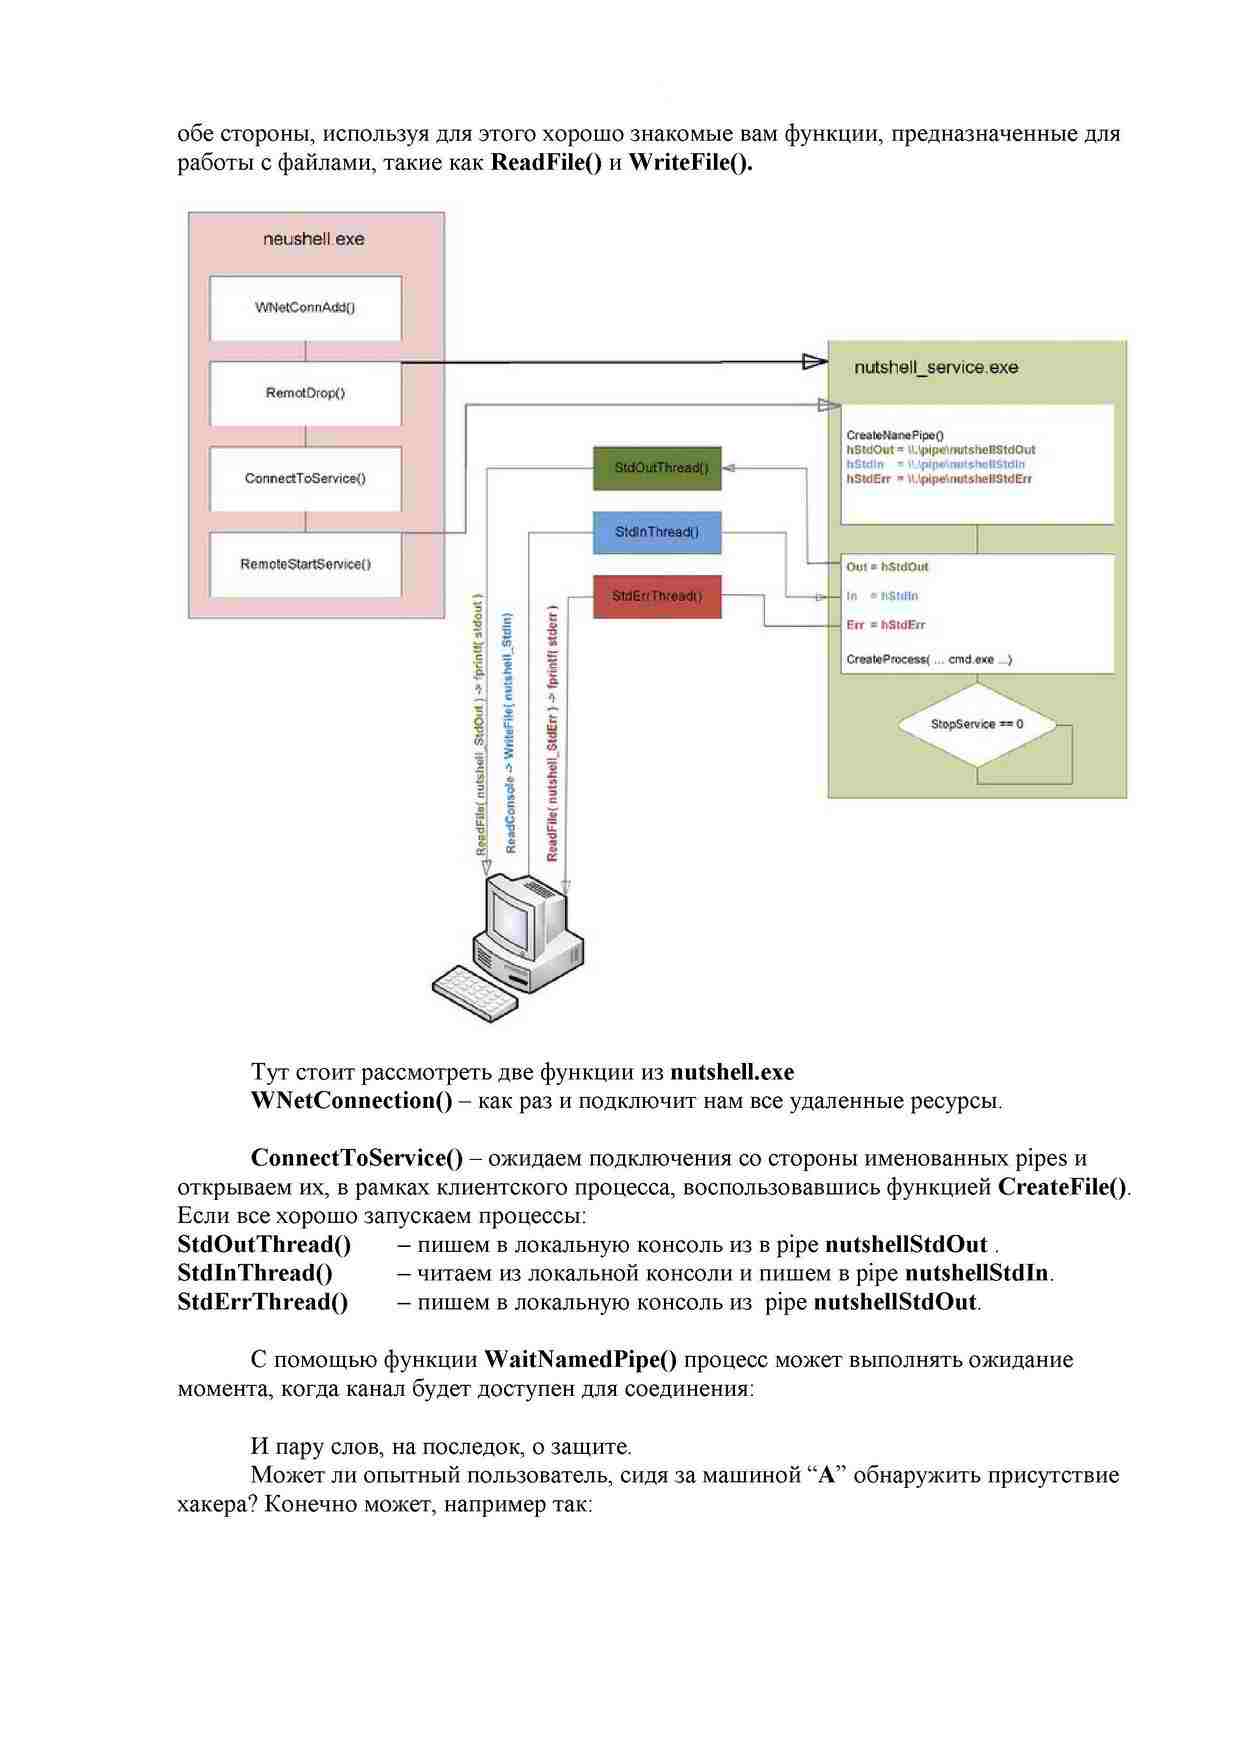 обе стороны, используя для этого хорошо знакомые вам функции, предназначенные для
работы с файлами, такие как ReadFile() и WriteFile().
neushell.exe
WNetConnAdd()
RemotDrop()
ConnectToService()
RemoteStartService()
nutshell_service.exe
CreateNanePipe()
hStdOut = \\.\pipe\nutshellStdOut
hStdIn = \\.\pipe\nutshellStdIn
hStdErr = \\.\pipe\nutshellStdErr
StdOutThread()
StdInThread()
StdErrThread()
Out = hStdOut
In = hStdIn
Err = hStdErr
CreateProcess( ... cmd.exe ...)
StopService == 0
ReadFile( nutshell_StdOut ) -> fprintf( stdout )
ReadConsole -> WriteFile( nutshell_StdIn)
ReadFile( nutshell_StdErr ) -> fprintf( stderr )
Тут стоит рассмотреть две функции из nutshell.exe
WNetConnection() – как раз и подключит нам все удаленные ресурсы.
ConnectToService() – ожидаем подключения со стороны именованных pipes и
открываем их, в рамках клиентского процесса, воспользовавшись функцией CreateFile().
Если все хорошо запускаем процессы:
StdOutThread() – пишем в локальную консоль из в pipe nutshellStdOut .
StdInThread() – читаем из локальной консоли и пишем в pipe nutshellStdIn.
StdErrThread() – пишем в локальную консоль из pipe nutshellStdOut.
С помощью функции WaitNamedPipe() процесс может выполнять ожидание
момента, когда канал будет доступен для соединения:
И пару слов, на последок, о защите.
Может ли опытный пользователь, сидя за машиной “А” обнаружить присутствие
хакера? Конечно может, например так: